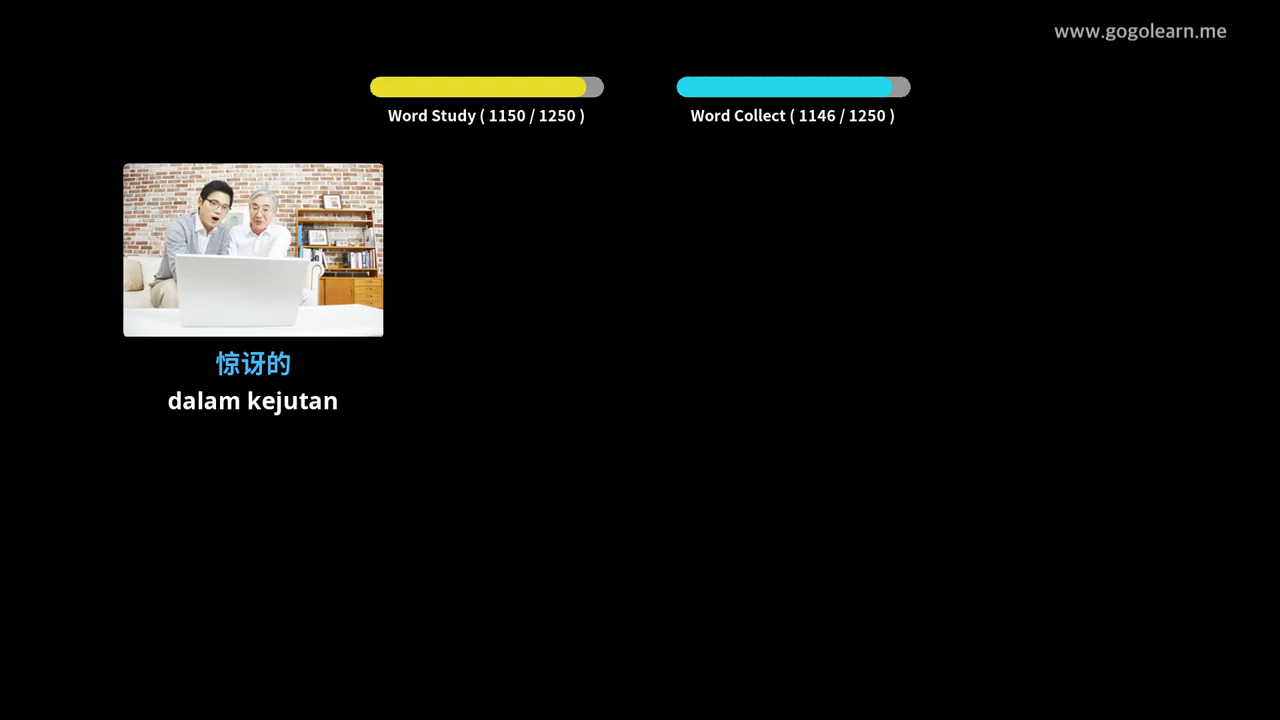 www.gogolearn.me
Word Study ( 1150 / 1250 )
Word Collect ( 1146 / 1250 )
惊讶的
dalam kejutan